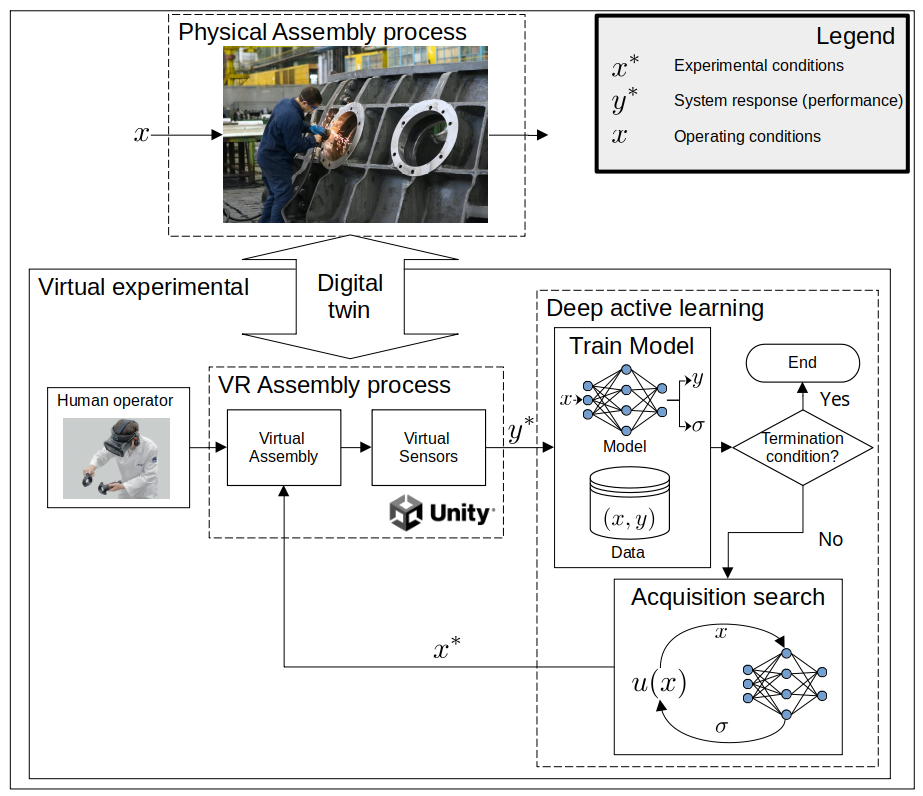 Physical Assembly process
x
Legend
x* Experimental conditions
y* System response (performance)
x Operating conditions
Virtual experimental
Digital
twin
Deep active learning
VR Assembly process
Human operator
Virtual
Assembly
Virtual
Sensors
Unity
y*
Train Model
x
y
σ
Model
(x, y)
Data
End
Yes
Termination
condition?
No
Acquisition search
x
u(x)
σ
x*